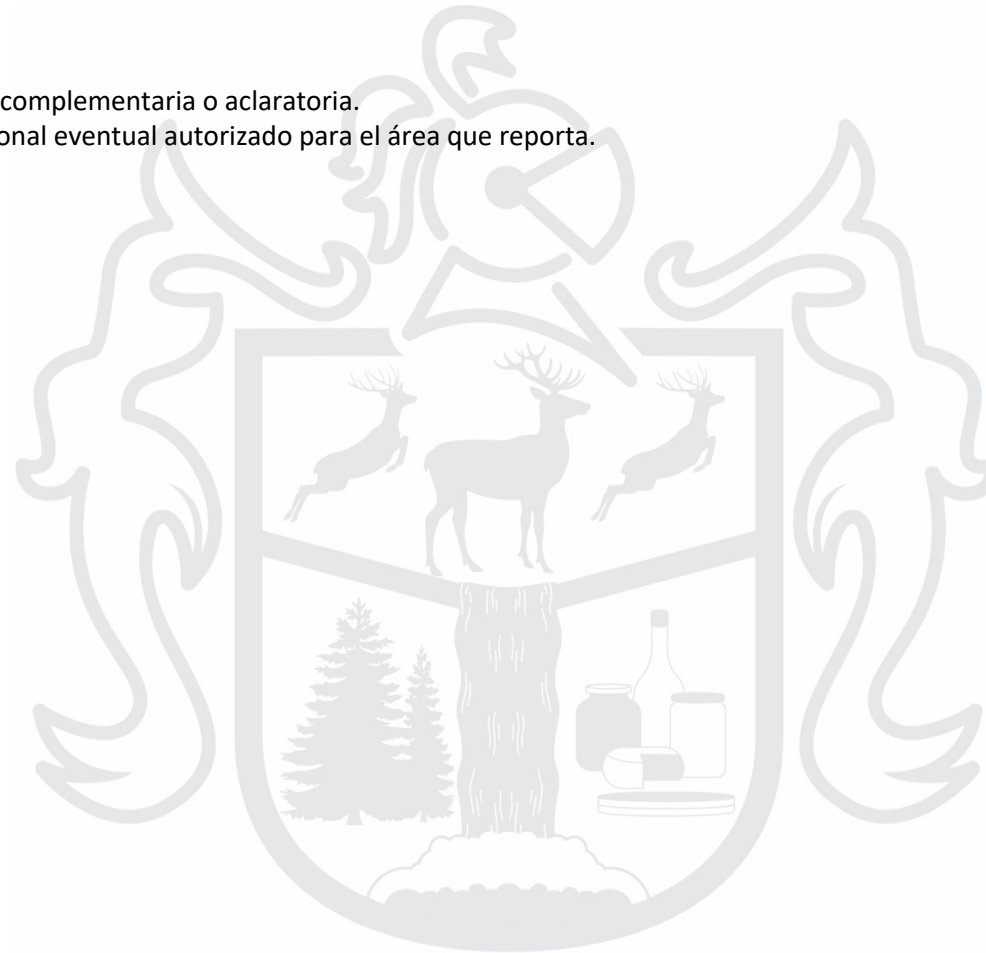 complementaria o aclaratoria.
onal eventual autorizado para el área que reporta.